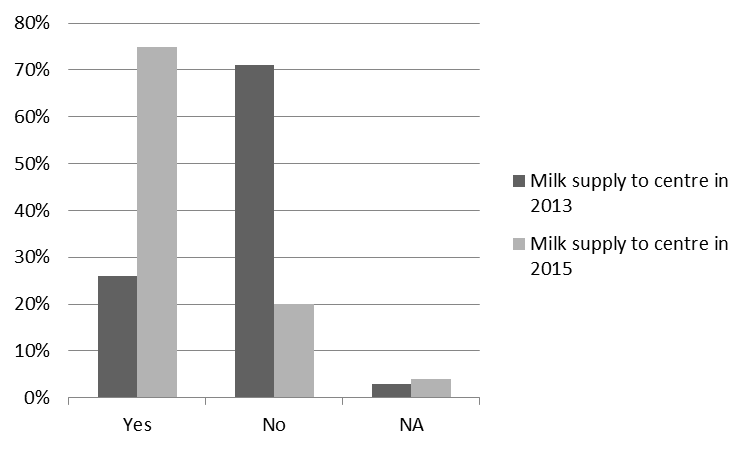 80%
70%
60%
50%
40%
30%
20%
10%
0%
Yes
No
NA
Milk supply to centre in
2013
Milk supply to centre in
2015